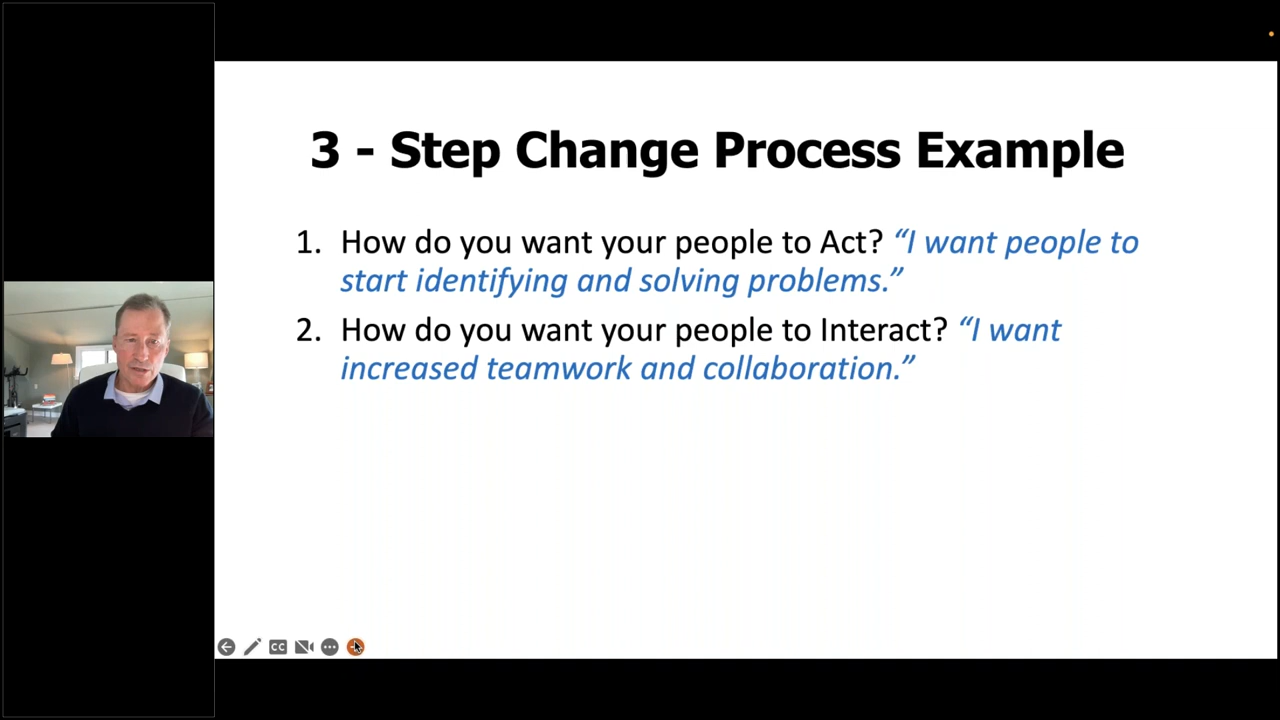 3 - Step Change Process Example
1. How do you want your people to Act? “I want people to
start identifying and solving problems.”
2. How do you want your people to Interact? “I want
increased teamwork and collaboration.”
CC